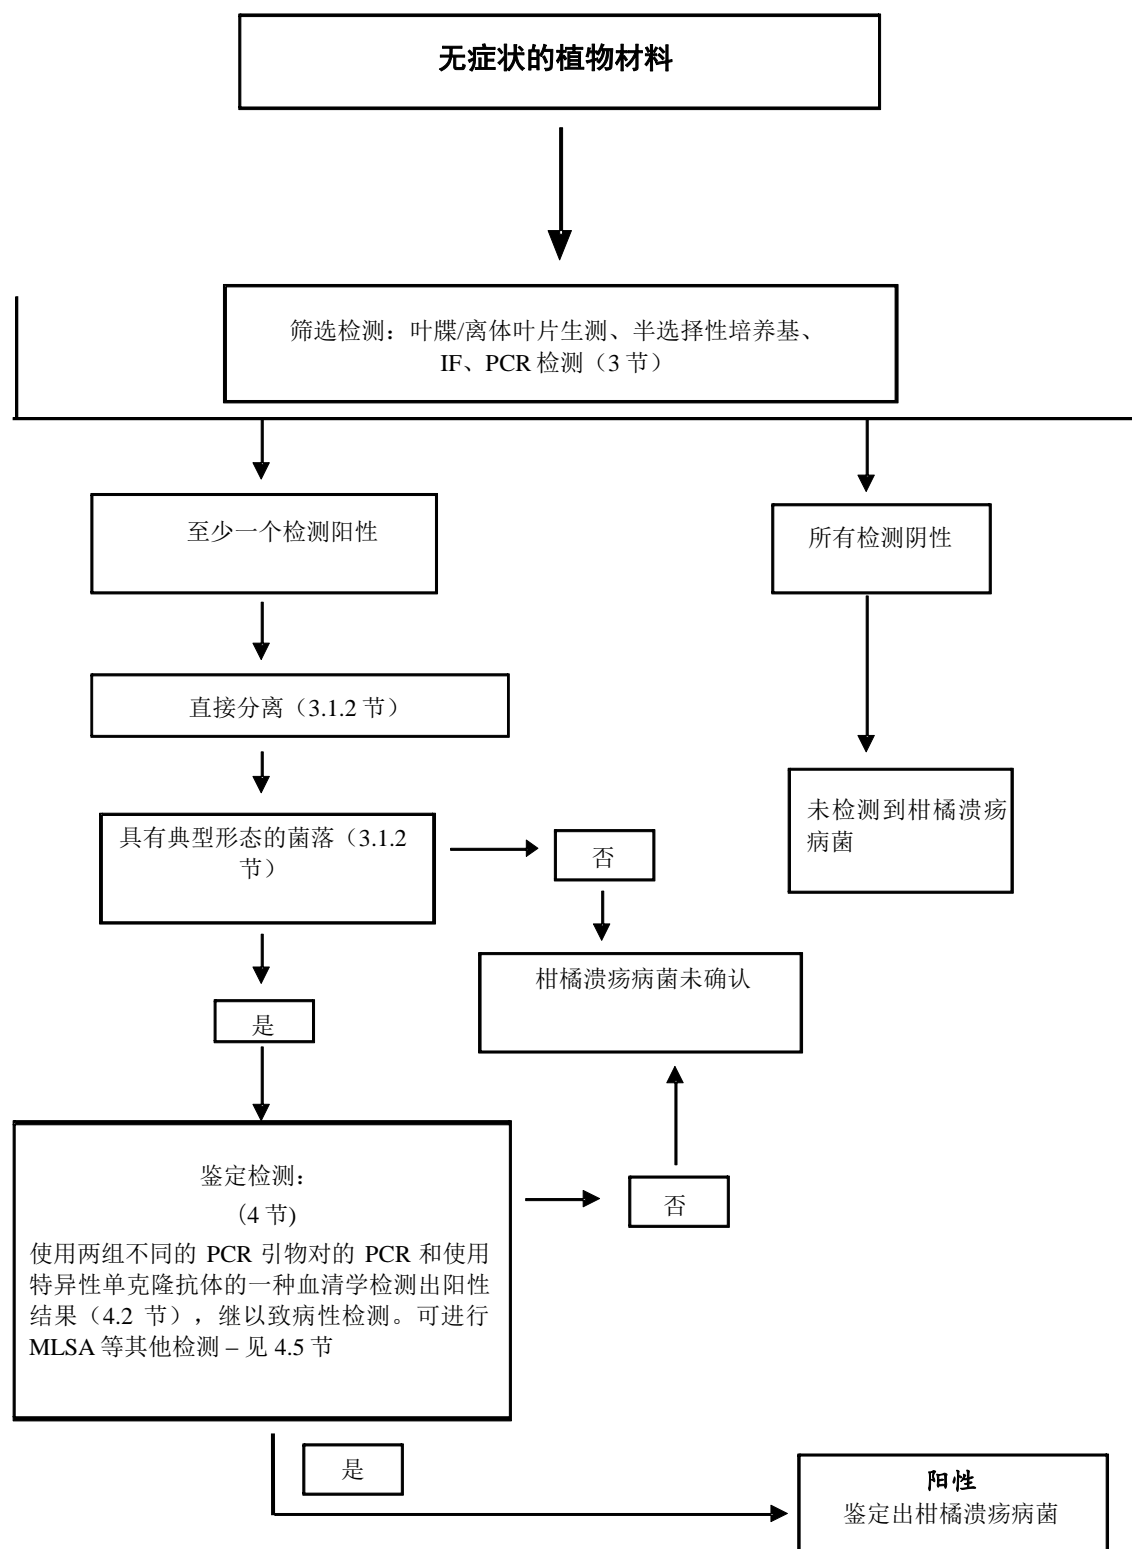 无症状的植物材料
筛选检测：叶牒/离体叶片生测、半选择性培养基、
IF、PCR 检测（3 节）
至少一个检测阳性
所有检测阴性
直接分离（3.1.2 节）
未检测到柑橘溃疡
病菌
具有典型形态的菌落（3.1.2
节）
否
柑橘溃疡病菌未确认
是
鉴定检测：
（4 节)
使用两组不同的 PCR 引物对的 PCR 和使用
特异性单克隆抗体的一种血清学检测出阳性
结果（4.2 节），继以致病性检测。可进行
MLSA 等其他检测 – 见 4.5 节
否
是
阳性
鉴定出柑橘溃疡病菌